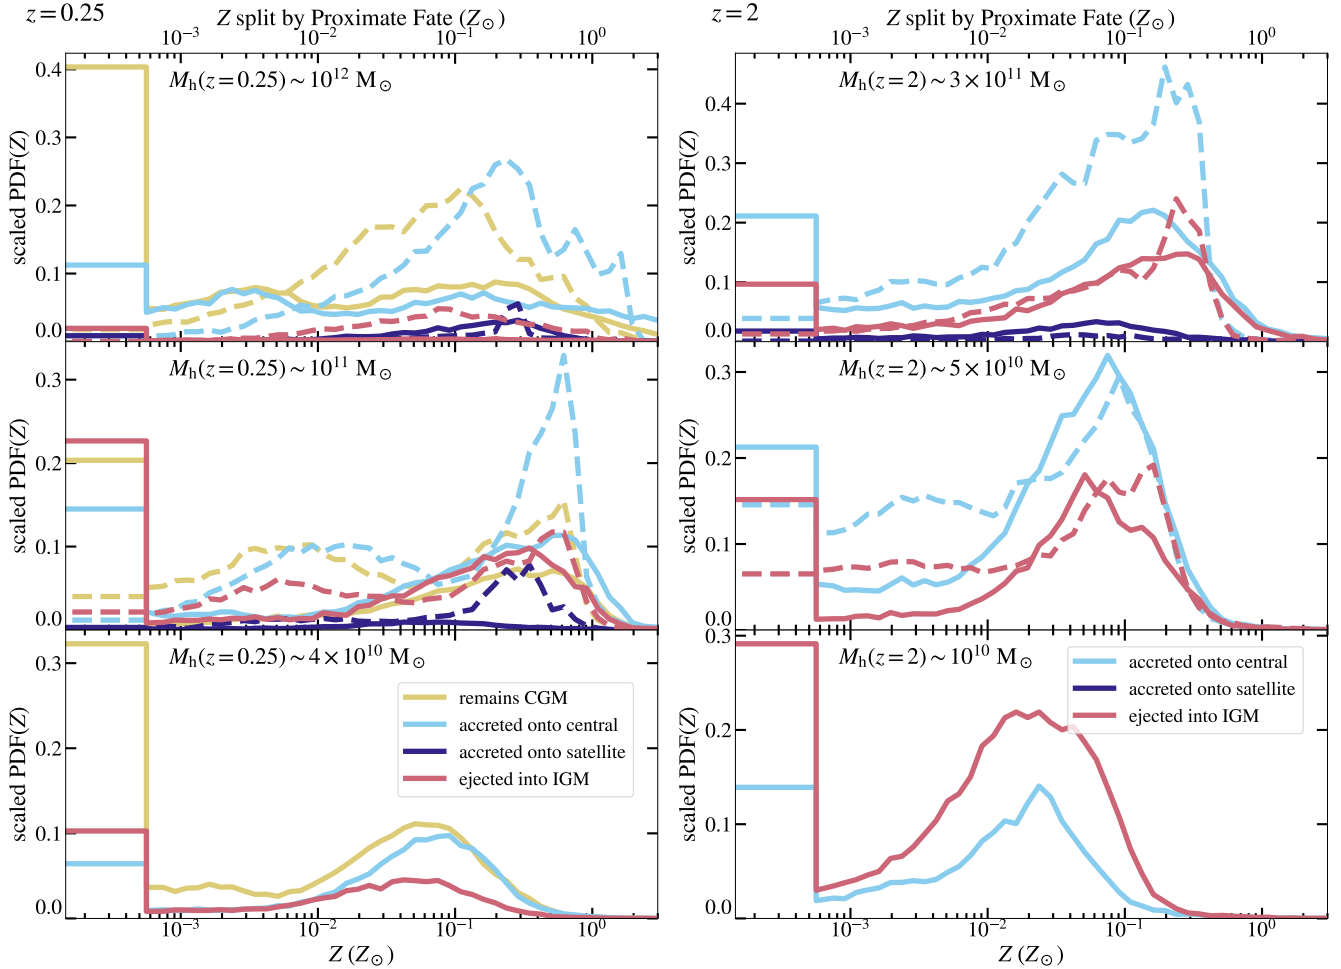 z = 0.25
Z split by Proximate Fate (Z⊙)
10⁻³ 10⁻² 10⁻¹ 10⁰
scaled PDF(Z)
0.4
0.3
0.2
0.1
0.0
Mₕ(z = 0.25) ~ 10¹² M⊙
scaled PDF(Z)
0.3
0.2
0.1
0.0
Mₕ(z = 0.25) ~ 10¹¹ M⊙
scaled PDF(Z)
0.3
0.2
0.1
0.0
Mₕ(z = 0.25) ~ 4 × 10¹⁰ M⊙
remains CGM
accreted onto central
accreted onto satellite
ejected into IGM
10⁻³ 10⁻² 10⁻¹ 10⁰
Z (Z⊙)
z = 2
Z split by Proximate Fate (Z⊙)
10⁻³ 10⁻² 10⁻¹ 10⁰
scaled PDF(Z)
0.4
0.3
0.2
0.1
0.0
Mₕ(z = 2) ~ 3 × 10¹¹ M⊙
scaled PDF(Z)
0.3
0.2
0.1
0.0
Mₕ(z = 2) ~ 5 × 10¹⁰ M⊙
scaled PDF(Z)
0.3
0.2
0.1
0.0
Mₕ(z = 2) ~ 10¹⁰ M⊙
accreted onto central
accreted onto satellite
ejected into IGM
10⁻³ 10⁻² 10⁻¹ 10⁰
Z (Z⊙)